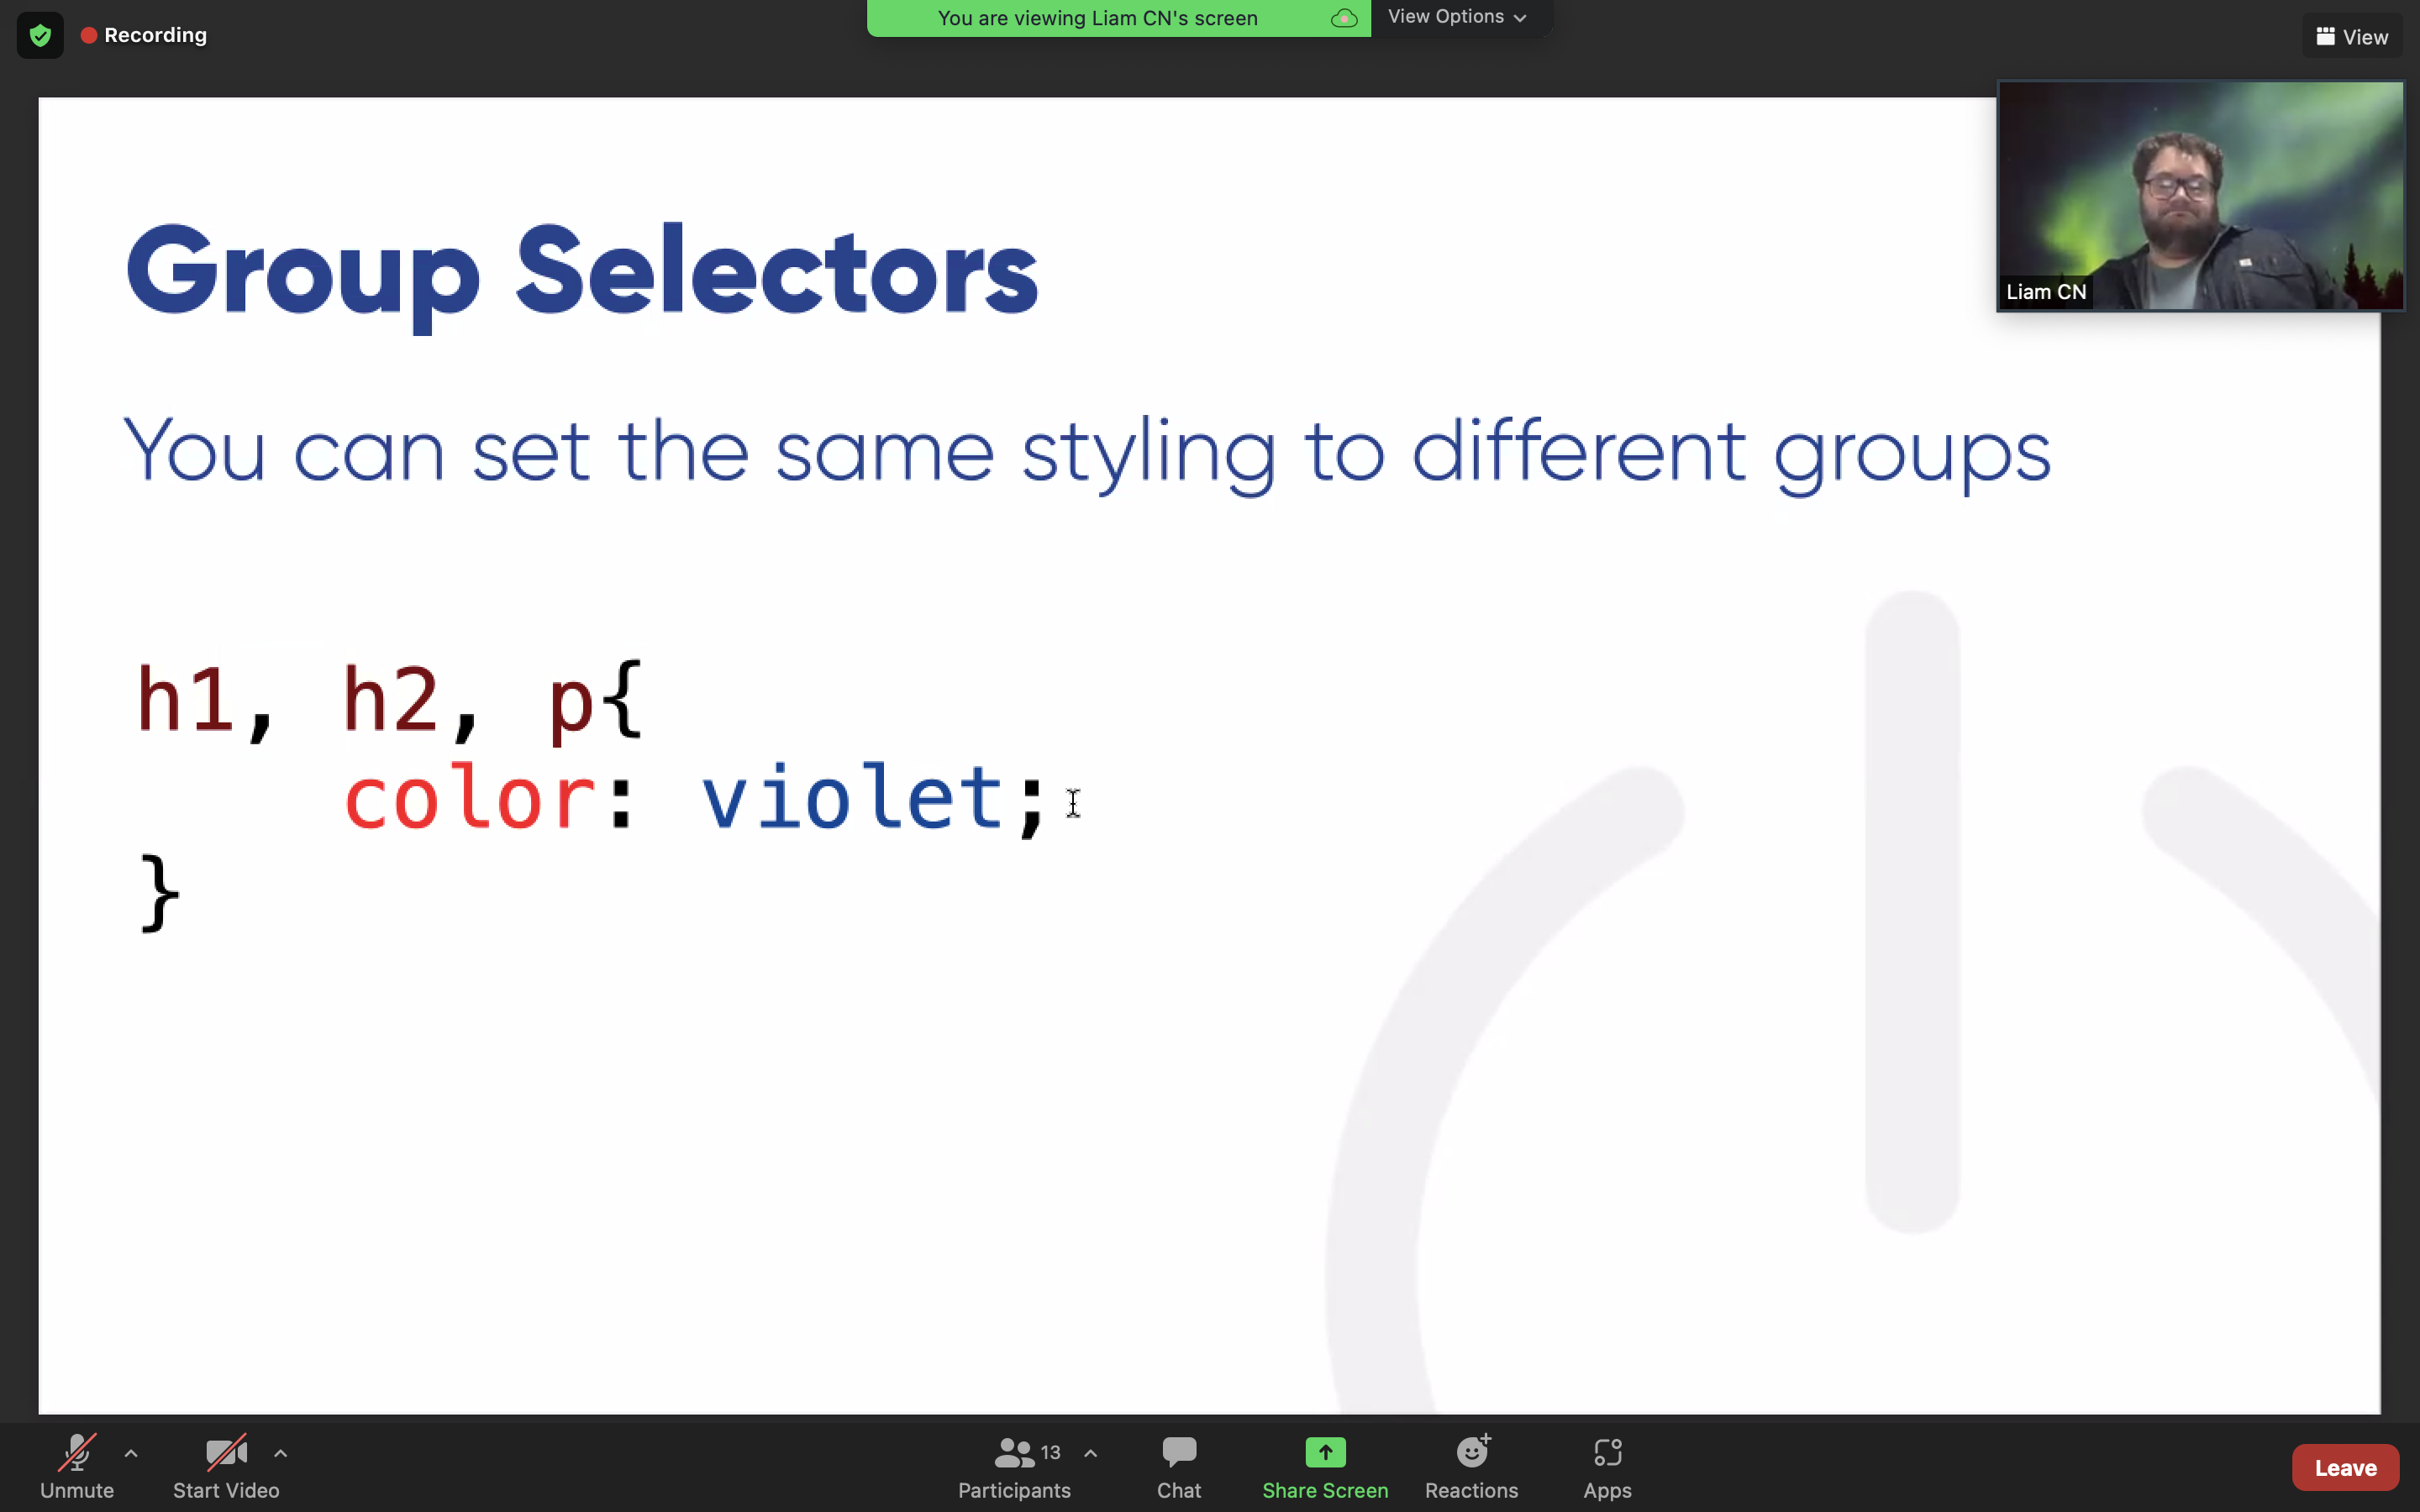 Recording
You are viewing Liam CN's screen
View Options
View
Liam CN
Group Selectors
You can set the same styling to different groups
h1, h2, p{
color: violet;
}
Unmute
Start Video
13
Participants
Chat
Share Screen
Reactions
Apps
Leave